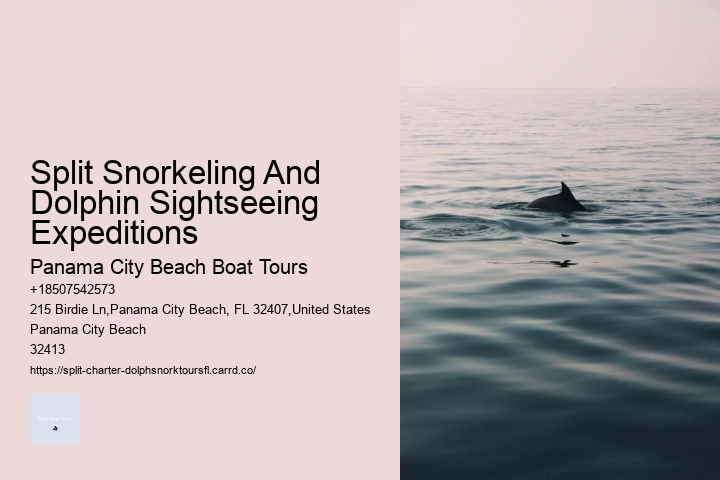 Split Snorkeling And
Dolphin Sightseeing
Expeditions
Panama City Beach Boat Tours
+18507542573
215 Birdie Ln,Panama City Beach, FL 32407,United States
Panama City Beach
32413
https://split-charter-dolphsnorktoursfl.carrd.co/